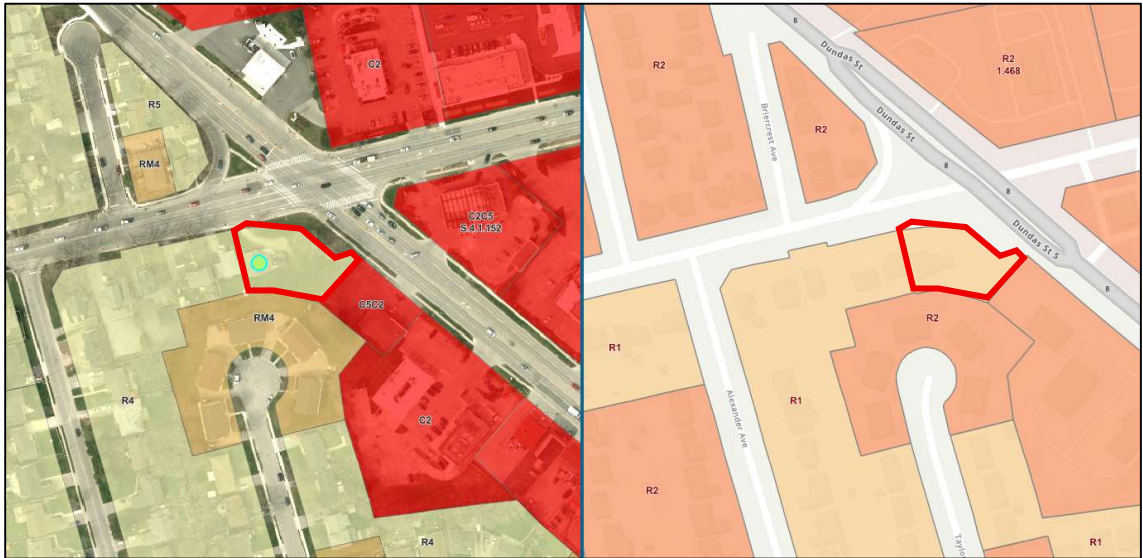 C2
R5
RM4
C2C5
S.4.1.152
C5C2
RM4
R4
C2
R4
R2
Briercrest Ave
R2
Dundas St
8
R2
1.468
Dundas St
8
8
Dundas St S
8
R2
R1
Alexander Ave
R1
R2
R1